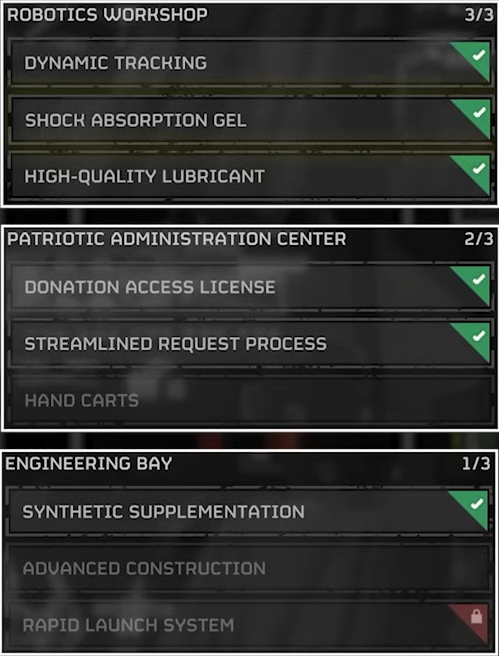 ROBOTICS WORKSHOP 3/3
DYNAMIC TRACKING
SHOCK ABSORPTION GEL
HIGH-QUALITY LUBRICANT
PATRIOTIC ADMINISTRATION CENTER 2/3
DONATION ACCESS LICENSE
STREAMLINED REQUEST PROCESS
HAND CARTS
ENGINEERING BAY 1/3
SYNTHETIC SUPPLEMENTATION
ADVANCED CONSTRUCTION
RAPID LAUNCH SYSTEM